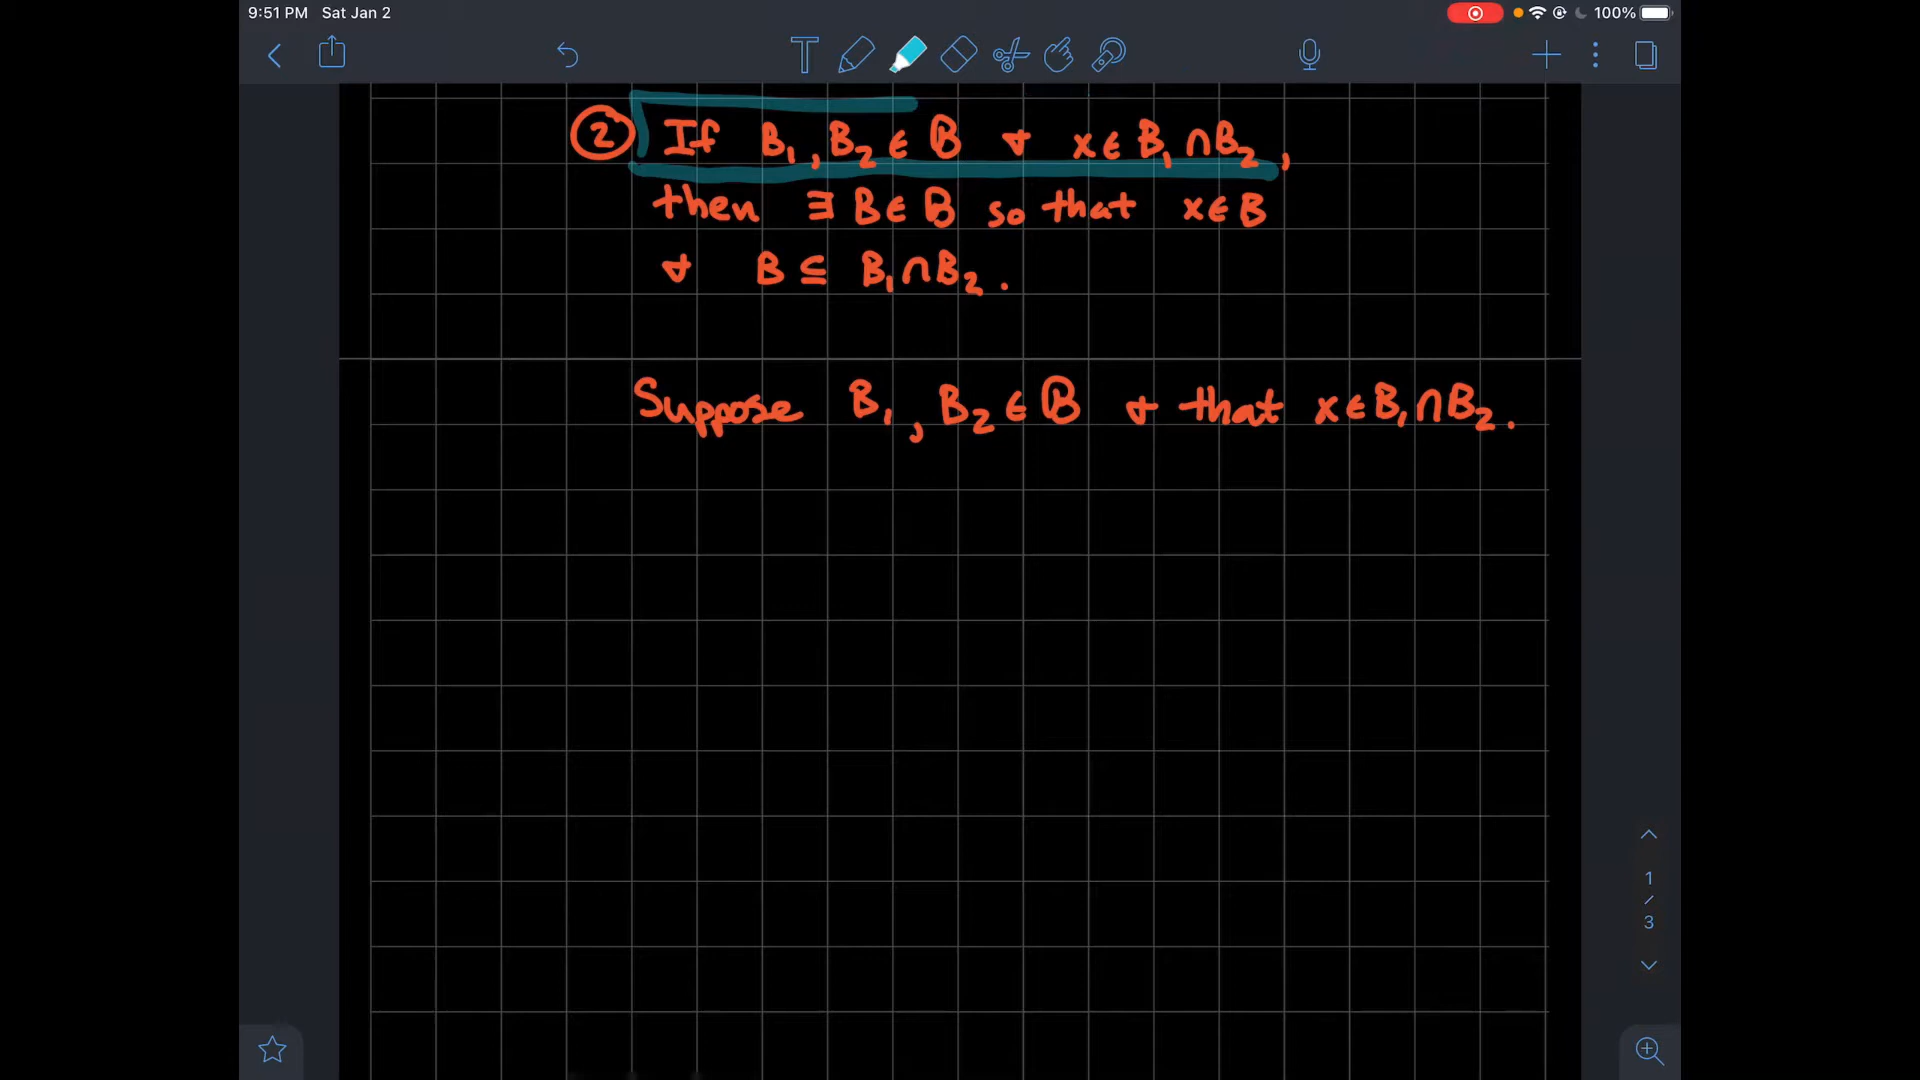 9:51 PM Sat Jan 2
100%
② If B₁, B₂ ∈ 𝔹 & x ∈ B₁ ∩ B₂,
then ∃ B ∈ 𝔹 so that x ∈ B
& B ⊆ B₁ ∩ B₂.
Suppose B₁, B₂ ∈ 𝔹 & that x ∈ B₁ ∩ B₂.
1
/
3